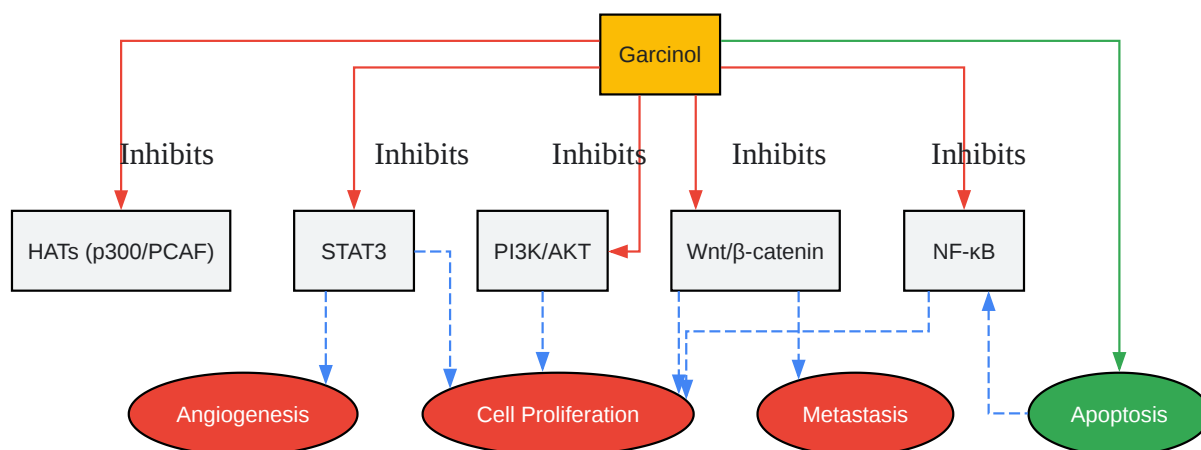 Garcinol
Inhibits
Inhibits
Inhibits
Inhibits
Inhibits
HATs (p300/PCAF)
STAT3
PI3K/AKT
Wnt/β-catenin
NF-κB
Angiogenesis
Cell Proliferation
Metastasis
Apoptosis